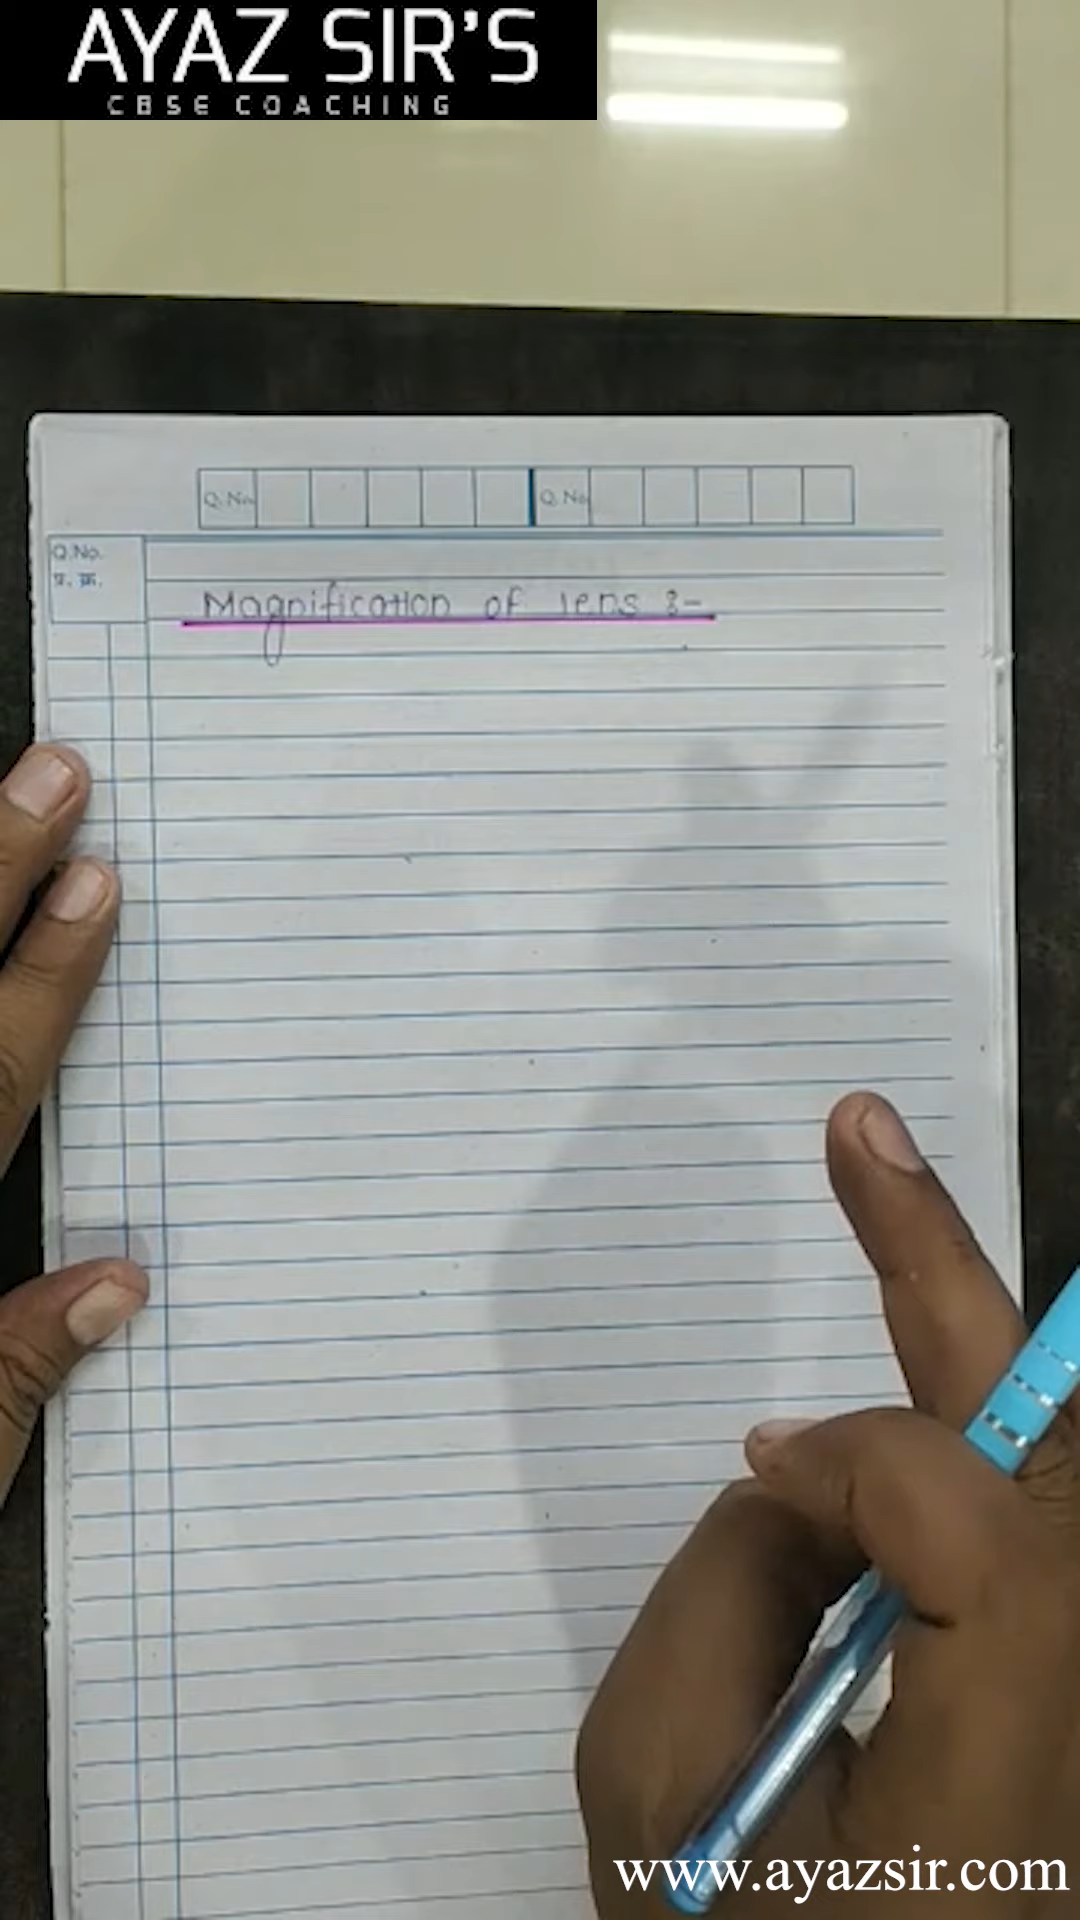 AYAZ SIR'S
CBSE COACHING
Q.No. Q.No.
Q.No.
प्र. क्र.
Magnification of lens :-
www.ayazsir.com